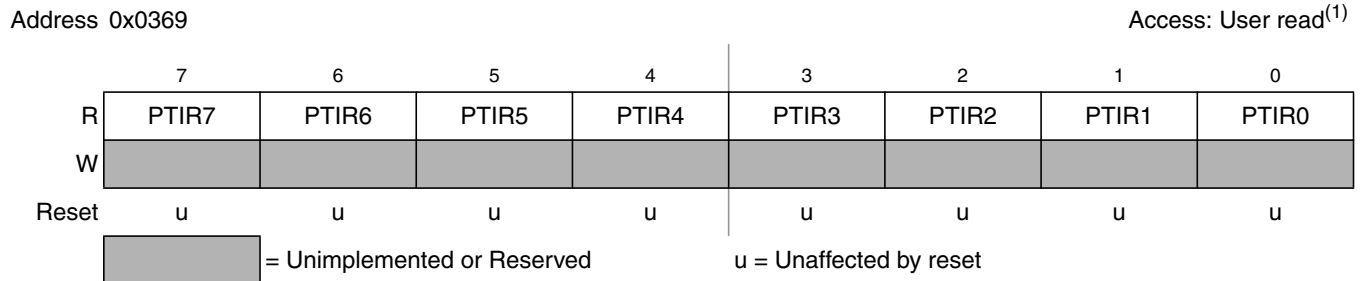 Address 0x0369 Access: User read(1)
7 6 5 4 3 2 1 0
R PTIR7 PTIR6 PTIR5 PTIR4 PTIR3 PTIR2 PTIR1 PTIR0
W
Reset u u u u u u u u
= Unimplemented or Reserved u = Unaffected by reset